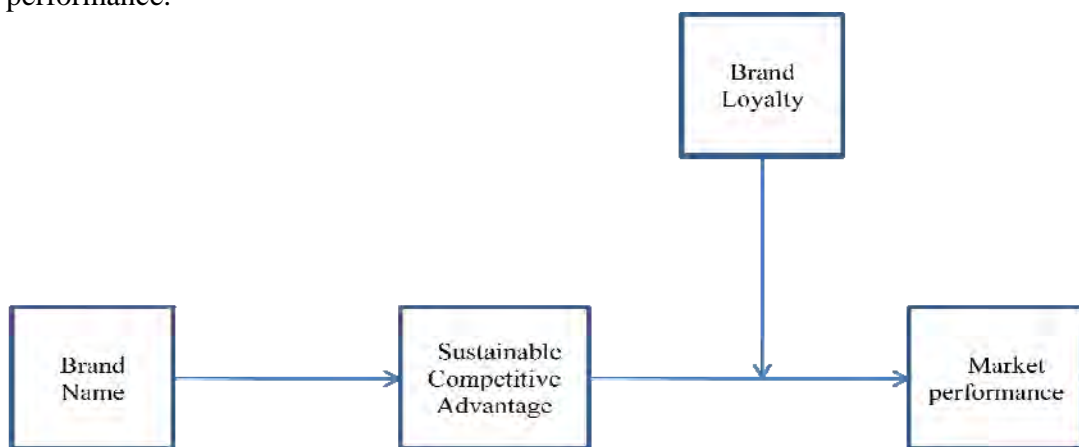 performance.
Brand
Loyalty
Brand
Name
Sustainable
Competitive
Advantage
Market
performance